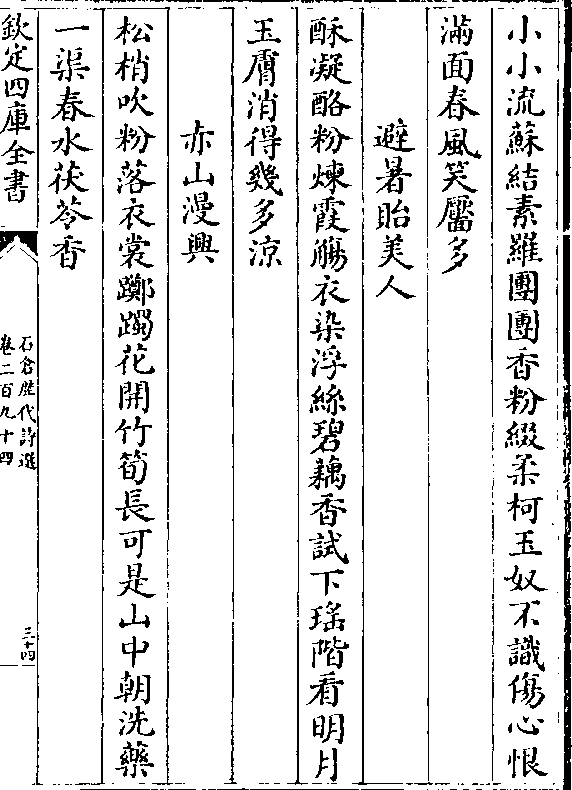 小小流蘇結素羅團團香粉綴柔柯玉奴不識傷心恨
滿面春風笑靨多
避暑貽美人
酥凝酪粉煉霞觴衣染浮絲碧藕香試下瑤階看明月
玉膚消得幾多涼
亦山漫興
松梢吹粉落衣裳躑躅花開竹筍長可是山中朝洗藥
一渠春水茯苓香
欽定四庫全書
石倉歴代詩選
卷二百九十四
三十四